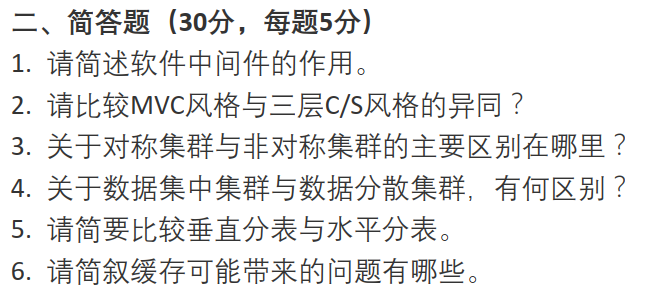 二、简答题（30分，每题5分）
1. 请简述软件中间件的作用。
2. 请比较MVC风格与三层C/S风格的异同？
3. 关于对称集群与非对称集群的主要区别在哪里？
4. 关于数据集中集群与数据分散集群，有何区别？
5. 请简要比较垂直分表与水平分表。
6. 请简叙缓存可能带来的问题有哪些。